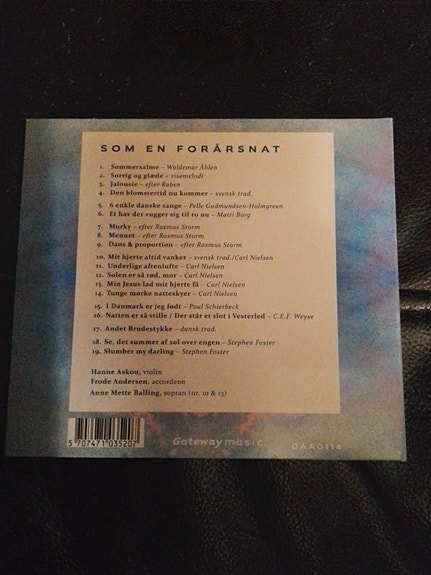 SOM EN FORÅRSNAT
1. Sommersalme – Waldemar Åhlen
2. Sorrig og glæde – visemelodi
3. Jalousie – efter Raben
4. Den blomstertid nu kommer – svensk trad.
5. 6 enkle danske sange – Pelle Gudmundsen-Holmgreen
6. Et hav der vugger sig til ro nu – Matti Borg
7. Murky – efter Rasmus Storm
8. Menuet – efter Rasmus Storm
9. Dans & proportion – efter Rasmus Storm
10. Mit hjerte altid vanker – svensk trad./Carl Nielsen
11. Underlige aftenlufte – Carl Nielsen
12. Solen er så rød, mor – Carl Nielsen
13. Min Jesus lad mit hjerte få – Carl Nielsen
14. Tunge mørke natteskyer – Carl Nielsen
15. I Danmark er jeg født – Poul Schierbeck
16. Natten er så stille / Der står et slot i Vesterled – C.E.F. Weyse
17. Andet Brudestykke – dansk trad.
18. Se, det summer af sol over engen – Stephen Foster
19. Slumber my darling – Stephen Foster
Hanne Askou, violin
Frode Andersen, accordeon
Anne Mette Balling, sopran (nr. 10 & 13)
5 707471 035207
Gateway music.
DAA0114